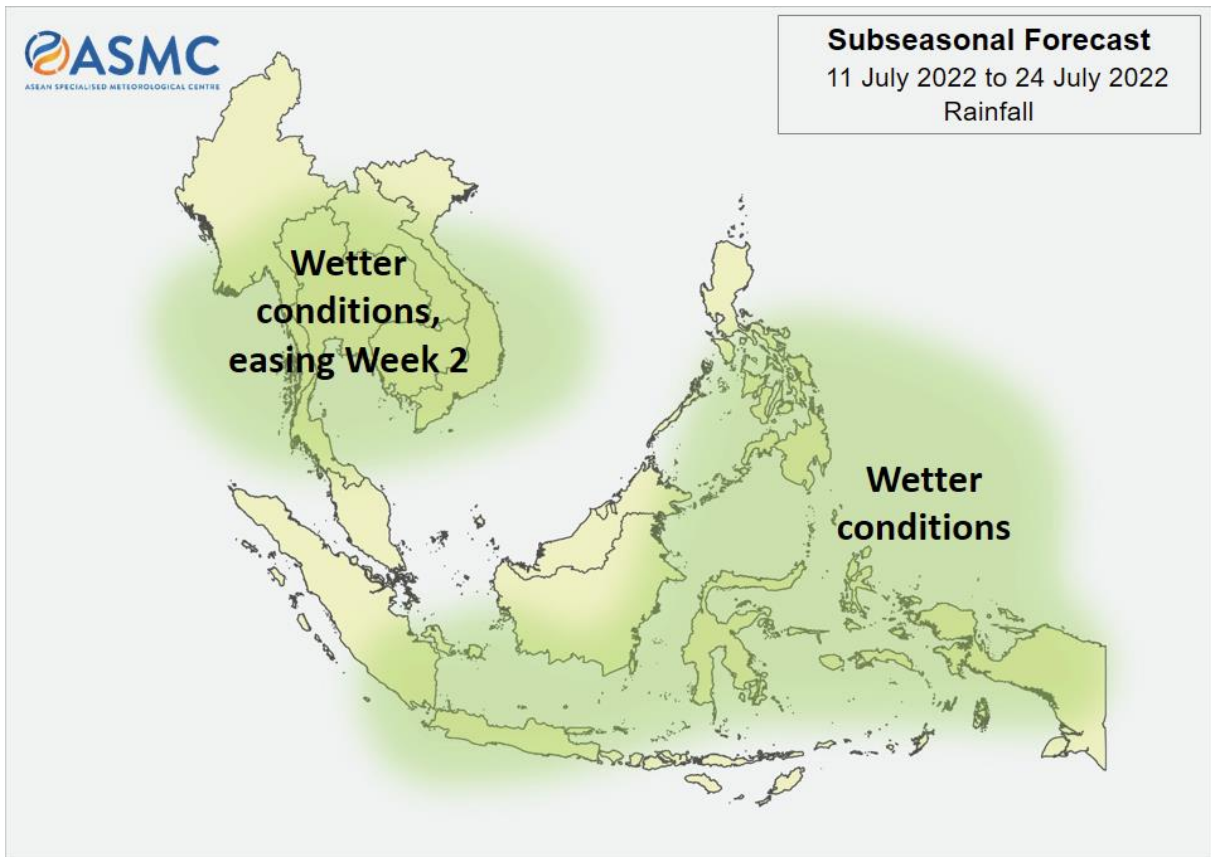 ASMC
ASEAN SPECIALISED METEOROLOGICAL CENTRE
Subseasonal Forecast
11 July 2022 to 24 July 2022
Rainfall
Wetter
conditions,
easing Week 2
Wetter
conditions